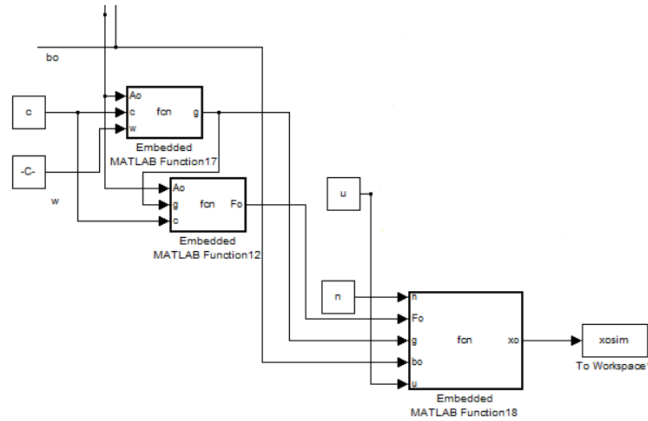 bo
Ao
c
c
fcn
g
w
Embedded
MATLAB Function17
-C-
w
Ao
g
fcn
Fo
c
Embedded
MATLAB Function12
u
n
n
Fo
g
fcn
xo
bo
u
Embedded
MATLAB Function18
xosim
To Workspace